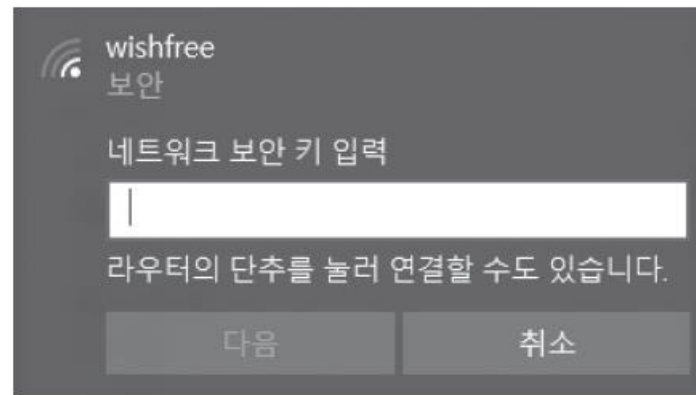 wishfree
보안
네트워크 보안 키 입력
라우터의 단추를 눌러 연결할 수도 있습니다.
다음
취소